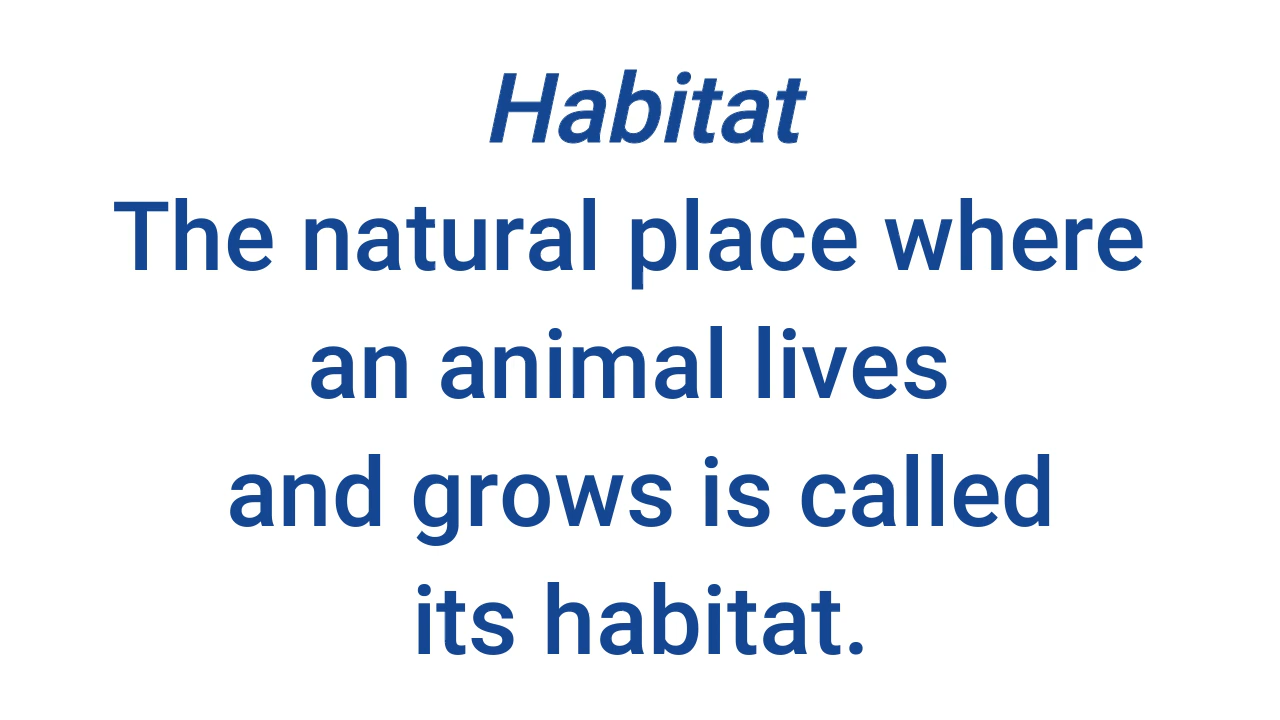 Habitat
The natural place where
an animal lives
and grows is called
its habitat.